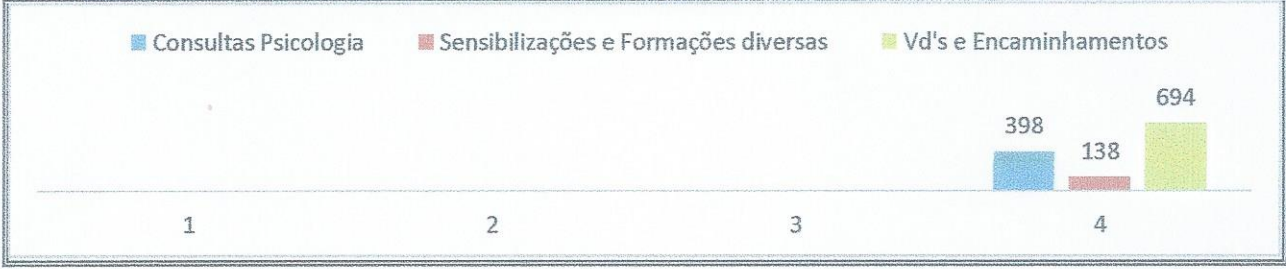 Consultas Psicologia Sensibilizações e Formações diversas Vd's e Encaminhamentos
694
398
138
1 2 3 4